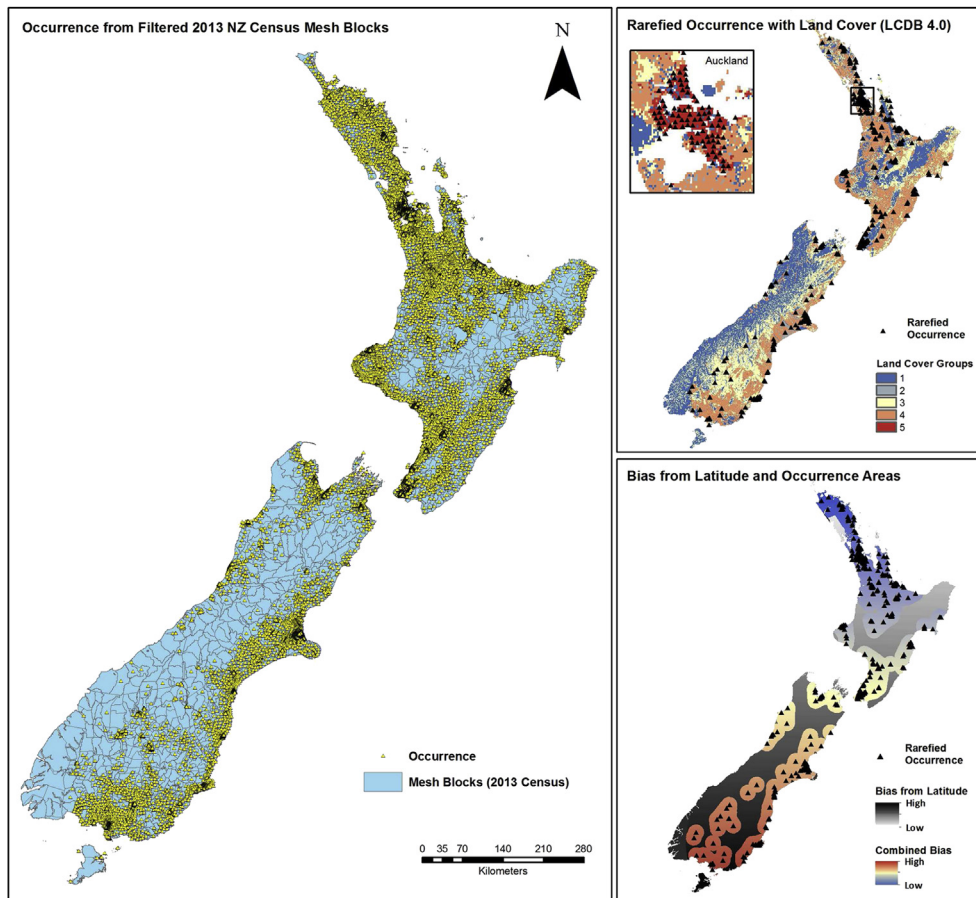 Occurrence from Filtered 2013 NZ Census Mesh Blocks
N
Occurrence
Mesh Blocks (2013 Census)
0 35 70 140 210 280
Kilometers
Rarefied Occurrence with Land Cover (LCDB 4.0)
Auckland
Rarefied
Occurrence
Land Cover Groups
1
2
3
4
5
Bias from Latitude and Occurrence Areas
Rarefied
Occurrence
Bias from Latitude
High
Low
Combined Bias
High
Low